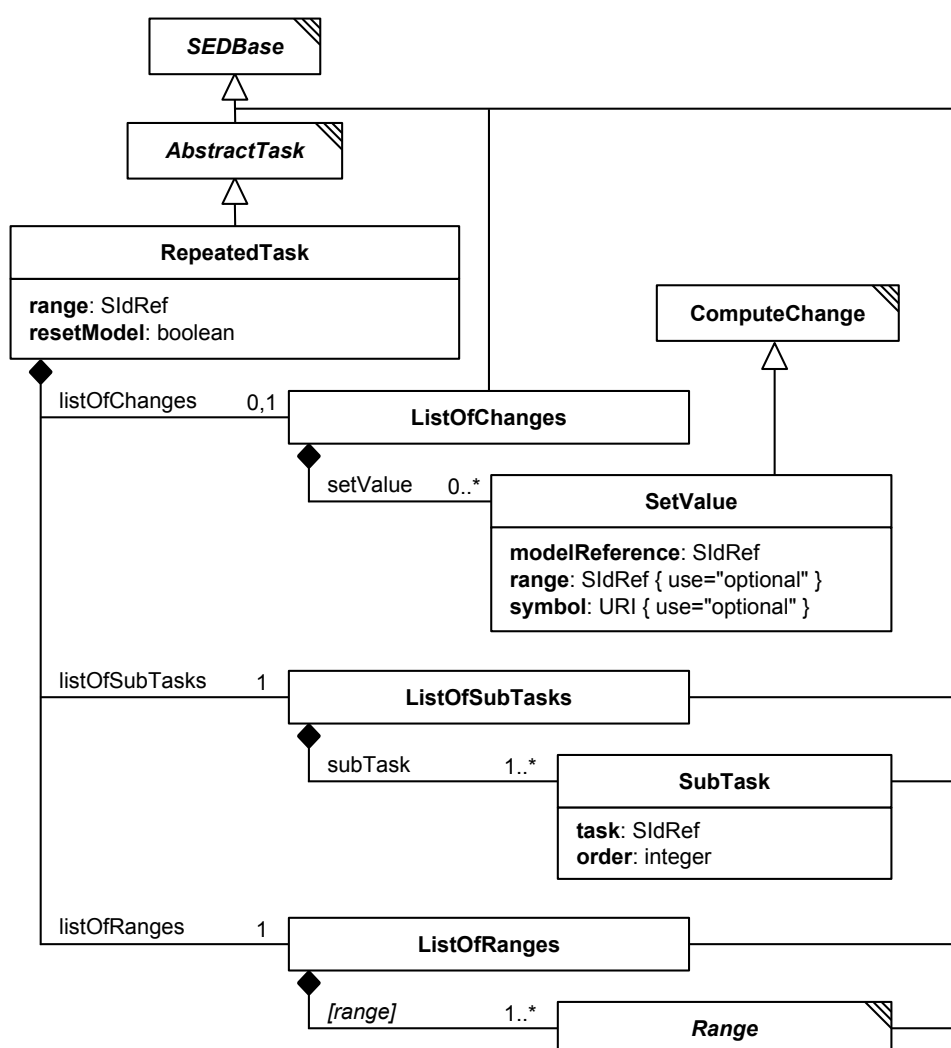 SEDBase
AbstractTask
RepeatedTask
range: SIdRef
resetModel: boolean
ComputeChange
listOfChanges 0,1
ListOfChanges
setValue 0..*
SetValue
modelReference: SIdRef
range: SIdRef { use="optional" }
symbol: URI { use="optional" }
listOfSubTasks 1
ListOfSubTasks
subTask 1..*
SubTask
task: SIdRef
order: integer
listOfRanges 1
ListOfRanges
[range] 1..*
Range